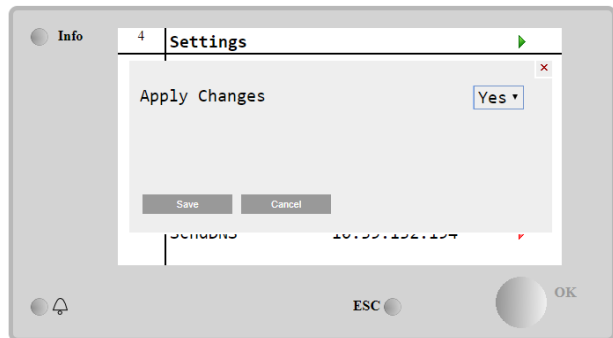 Info
4 Settings
Apply Changes Yes
Save Cancel
ESC
OK